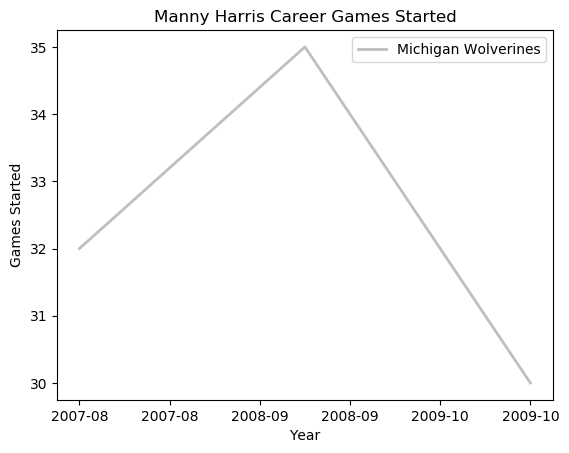 Manny Harris Career Games Started
Michigan Wolverines
35
34
33
32
31
30
Games Started
2007-08 2007-08 2008-09 2008-09 2009-10 2009-10
Year